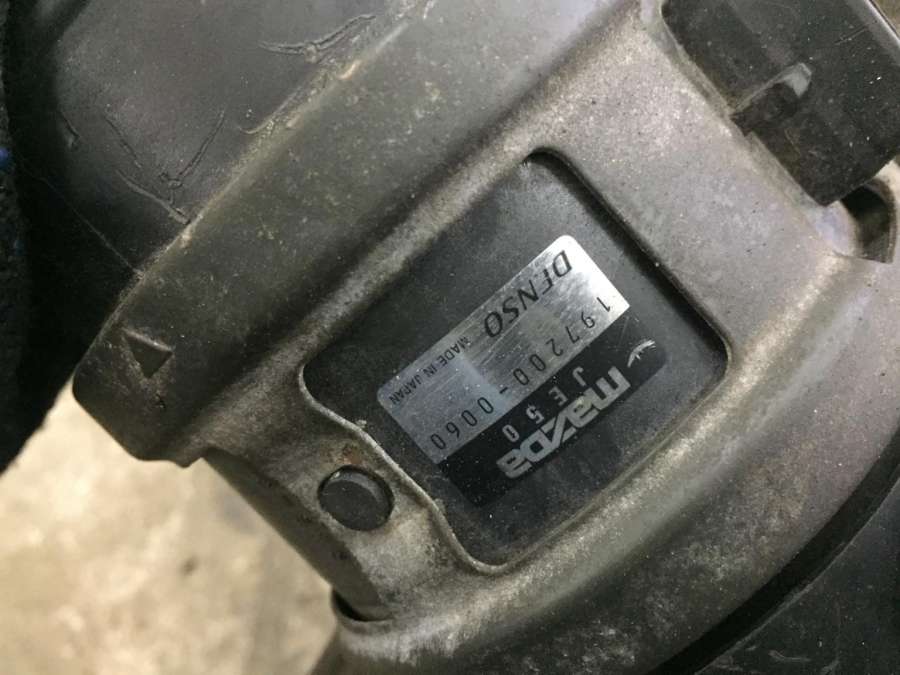 mazda
JE50
197200-0060
DENSO MADE IN JAPAN